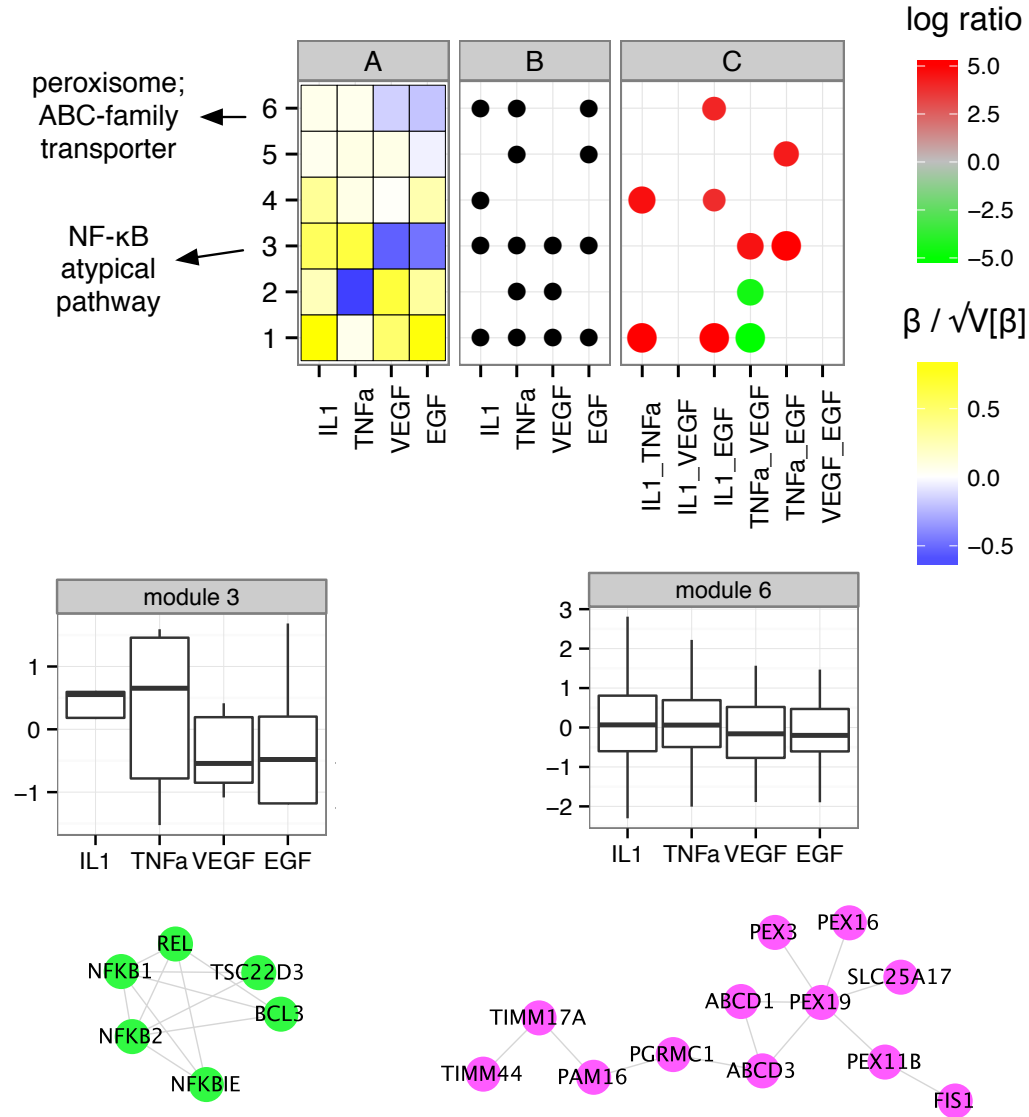 log ratio
A
B
C
peroxisome;
ABC-family
transporter
NF-κB
atypical
pathway
6
5
4
3
2
1
IL1
TNFa
VEGF
EGF
IL1
TNFa
VEGF
EGF
IL1_TNFa
IL1_VEGF
IL1_EGF
TNFa_VEGF
TNFa_EGF
VEGF_EGF
5.0
2.5
0.0
−2.5
−5.0
β / √V[β]
0.5
0.0
−0.5
module 3
1
0
−1
IL1
TNFa
VEGF
EGF
module 6
3
2
1
0
−1
−2
IL1
TNFa
VEGF
EGF
REL
NFKB1
TSC22D3
BCL3
NFKB2
NFKBIE
PEX3
PEX16
SLC25A17
ABCD1
PEX19
TIMM17A
PGRMC1
TIMM44
PAM16
ABCD3
PEX11B
FIS1